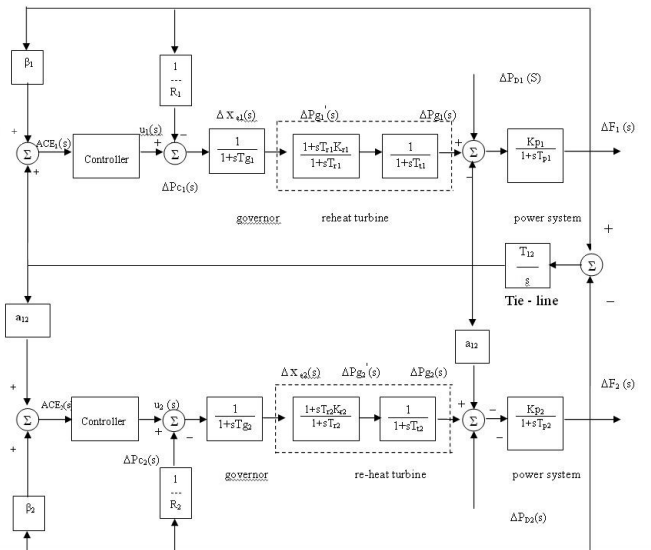 β1
1
---
R1
ΔPD1 (S)
ΔXe1(s)
ΔPg1'(s)
ΔPg1(s)
ΔF1 (s)
+
ACE1(s)
u1(s)
−
+
+
Σ
Controller
Σ
1
1+sTg1
1+sTr1Kr1
1+sTr1
1
1+sTt1
Σ
Kp1
1+sTp1
+
−
ΔPc1(s)
governor
reheat turbine
power system
+
T12
s
Σ
Tie - line
−
a12
a12
ΔXe2(s)
ΔPg2'(s)
ΔPg2(s)
ΔF2 (s)
+
ACE2(s
u2 (s)
+
−
Σ
Controller
Σ
1
1+sTg2
1+sTr2Kr2
1+sTr2
1
1+sTt2
Σ
Kp2
1+sTp2
+
+
−
−
ΔPc2(s)
governor
re-heat turbine
power system
1
---
R2
β2
ΔPD2(s)